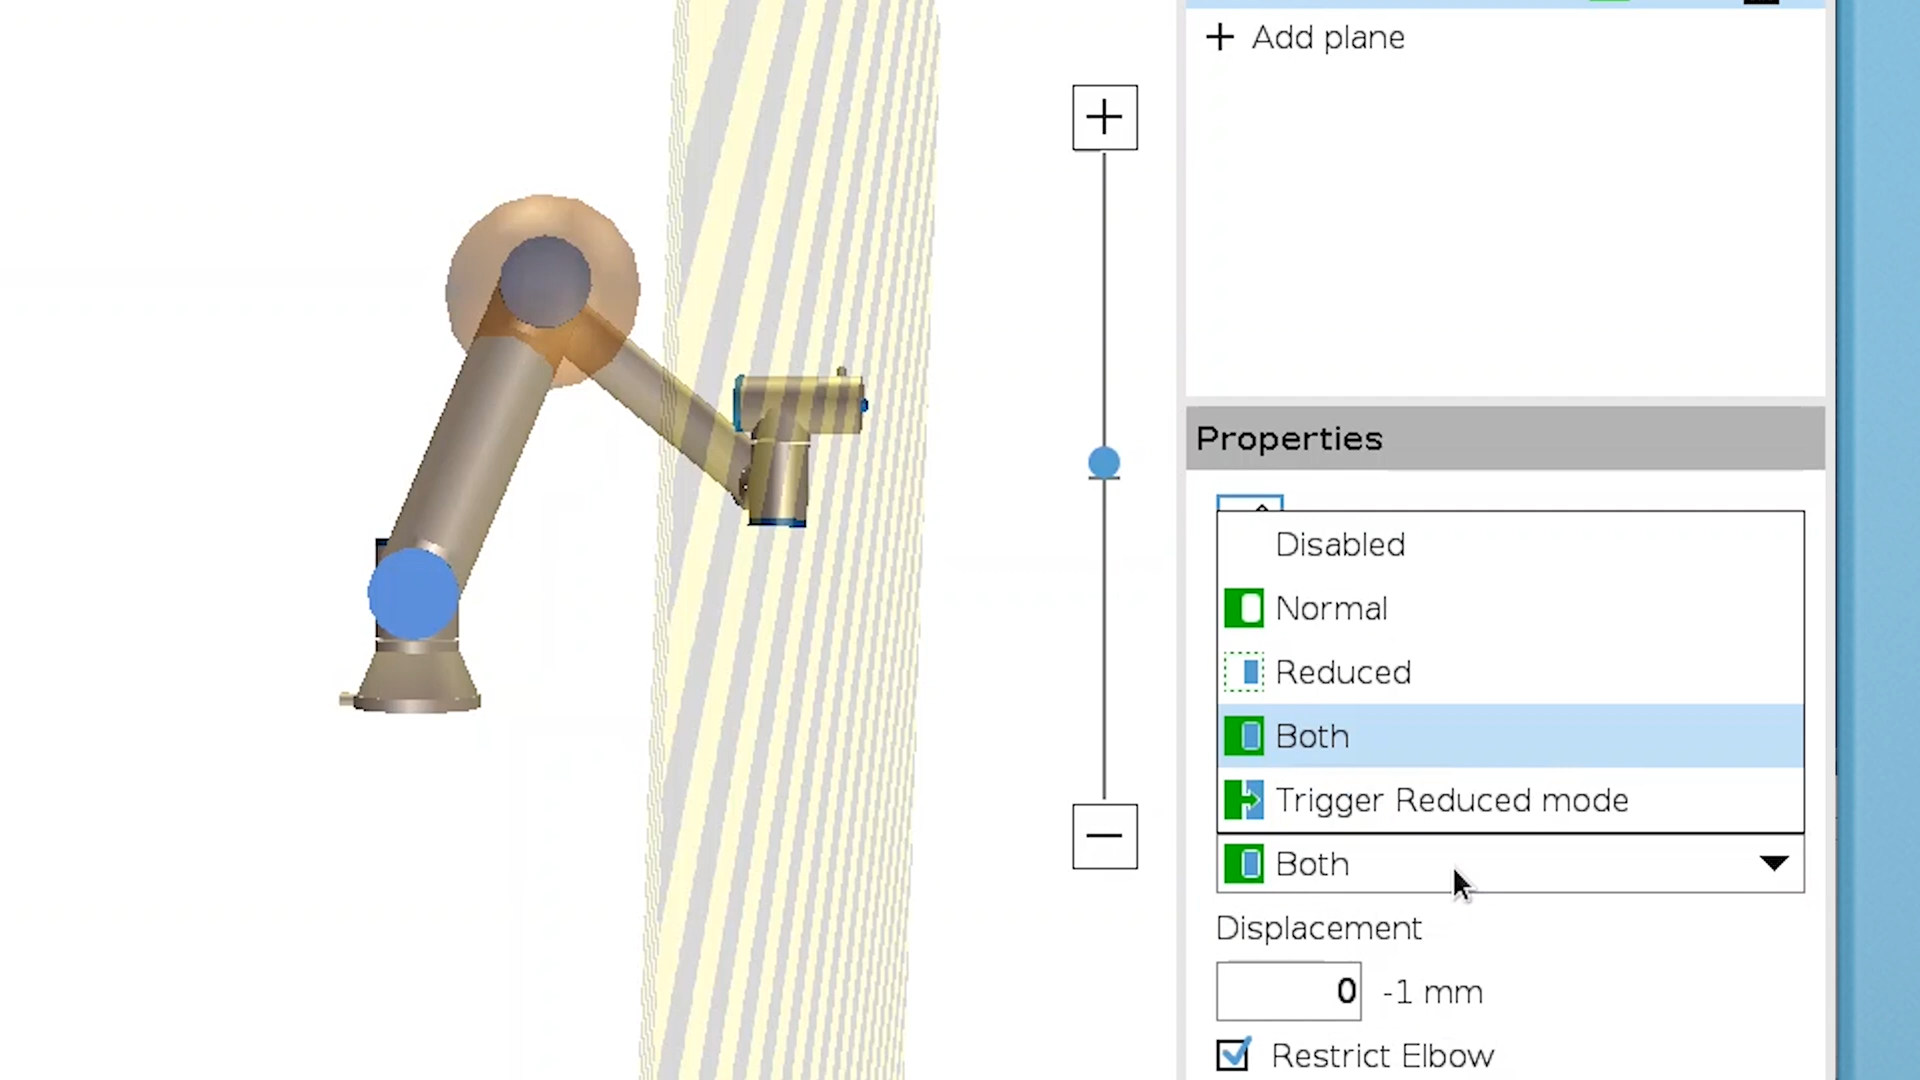 + Add plane
Properties
Disabled
Normal
Reduced
Both
Trigger Reduced mode
Both
Displacement
0 -1 mm
Restrict Elbow